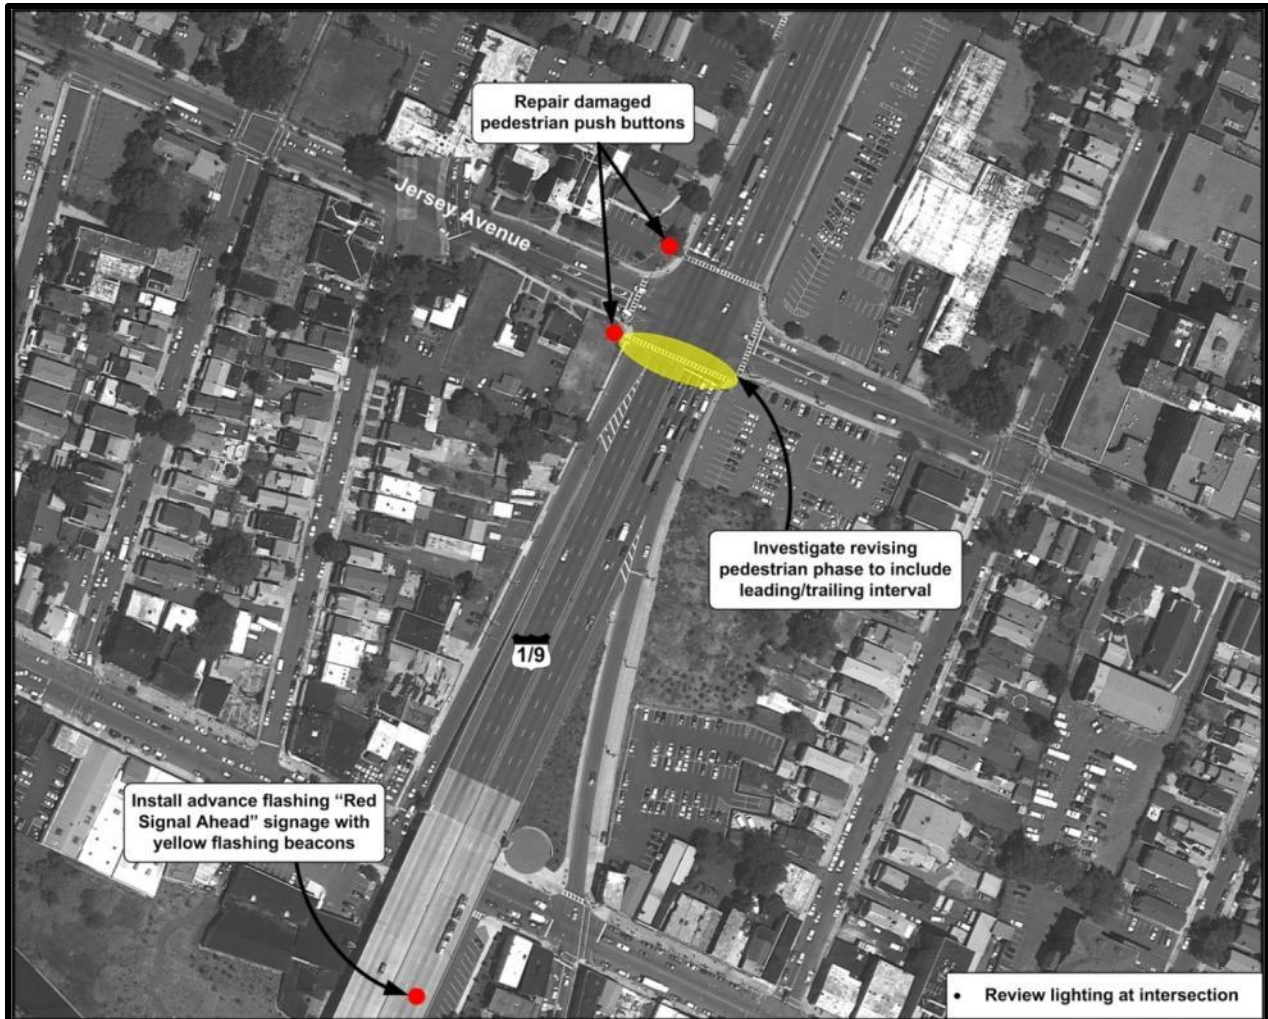 Repair damaged
pedestrian push buttons
Jersey Avenue
Investigate revising
pedestrian phase to include
leading/trailing interval
1/9
Install advance flashing “Red
Signal Ahead” signage with
yellow flashing beacons
• Review lighting at intersection